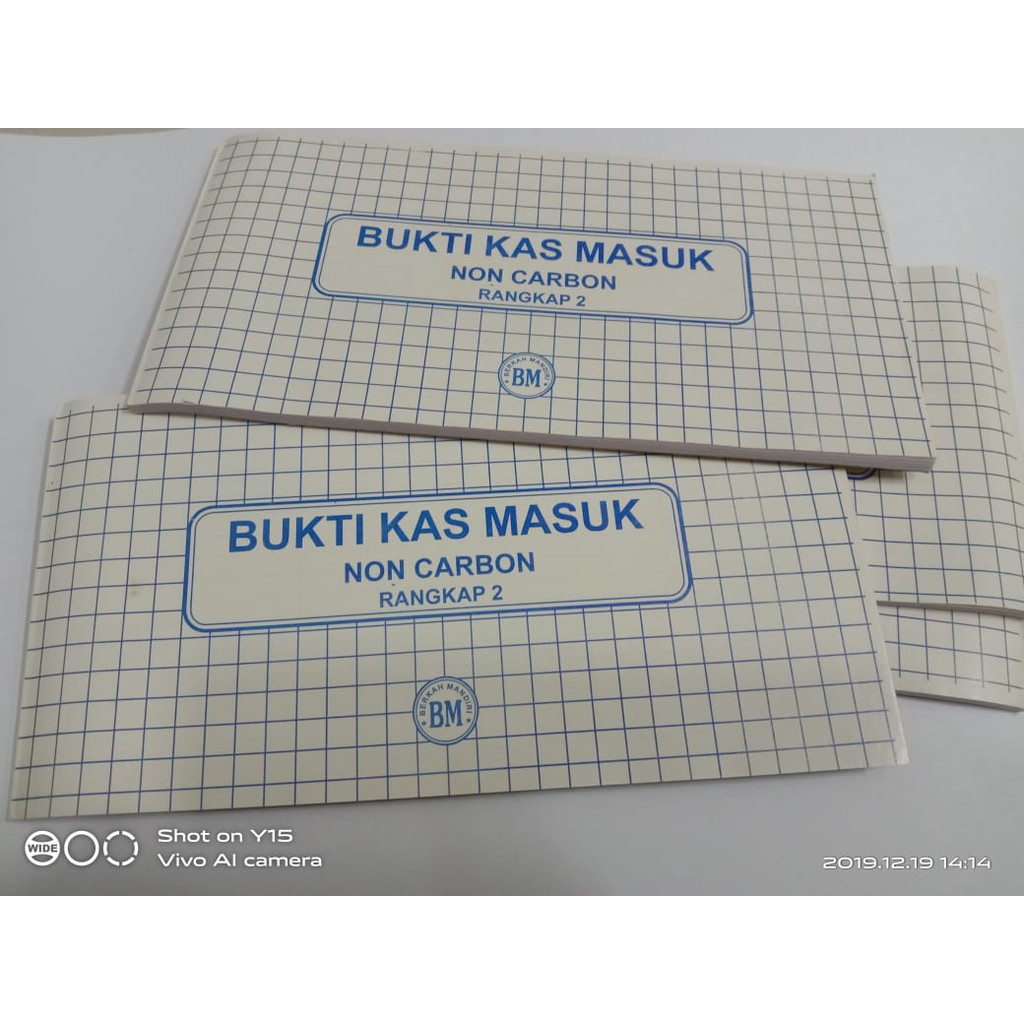 BUKTI KAS MASUK
NON CARBON
RANGKAP 2
BERKAH MANDIRI
BM
BUKTI KAS MASUK
NON CARBON
RANGKAP 2
BERKAH MANDIRI
BM
WIDE
Shot on Y15
Vivo AI camera
2019.12.19 14:14